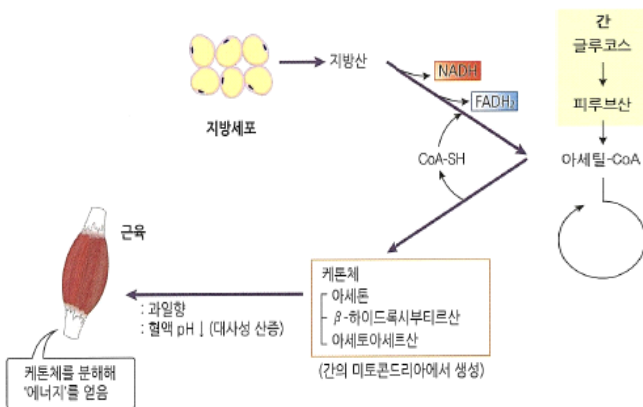 간
글루코스
피루브산
아세틸-CoA
지방세포
지방산
NADH
FADH₂
CoA-SH
근육
: 과일향
: 혈액 pH ↓ (대사성 산증)
케톤체를 분해해
'에너지'를 얻음
케톤체
아세톤
β-하이드록시부티르산
아세토아세트산
(간의 미토콘드리아에서 생성)